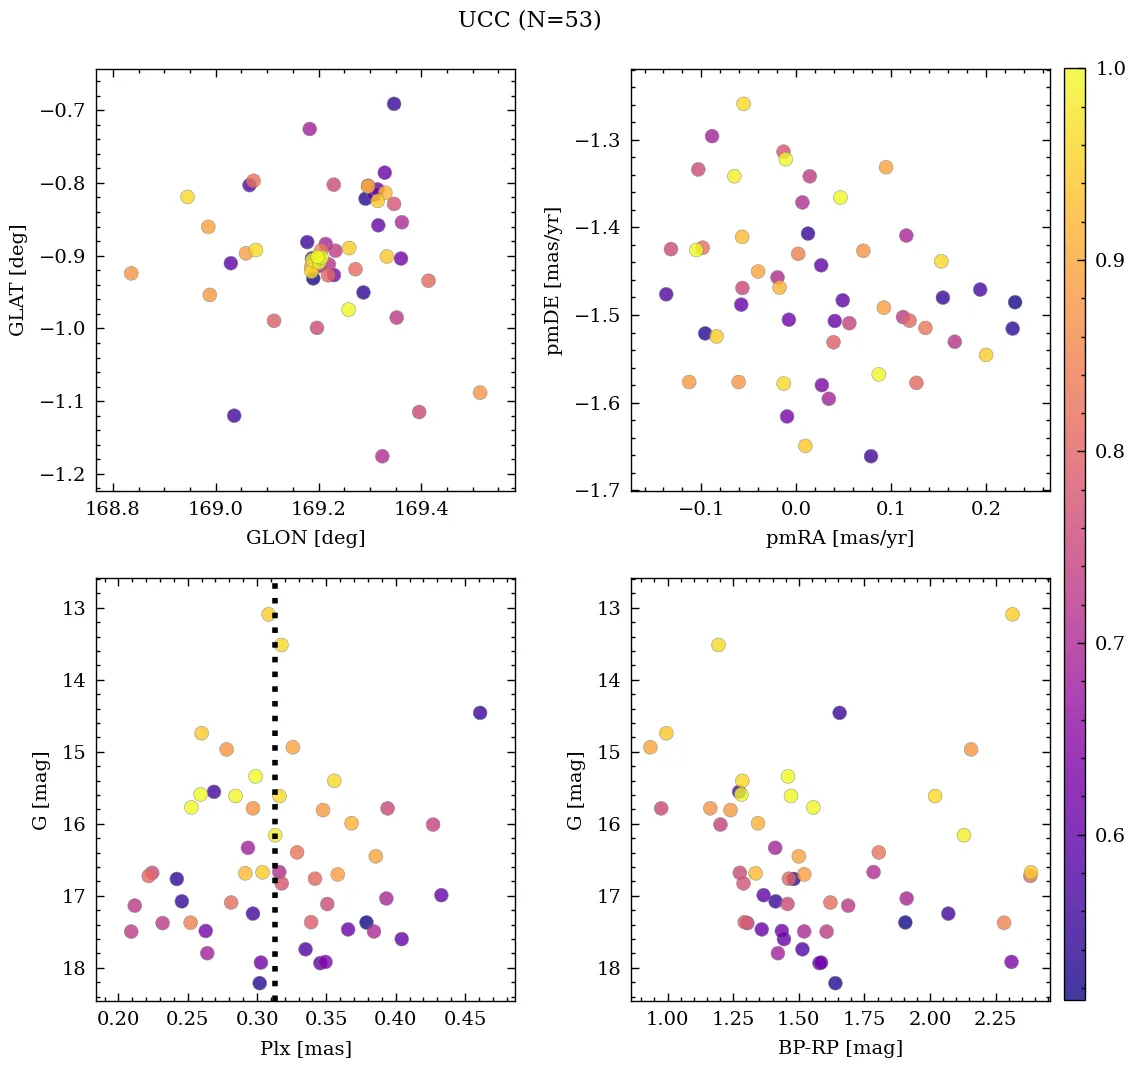 UCC (N=53)
−0.7
−0.8
−0.9
−1.0
−1.1
−1.2
GLAT [deg]
168.8 169.0 169.2 169.4
GLON [deg]
−1.3
−1.4
−1.5
−1.6
−1.7
pmDE [mas/yr]
−0.1 0.0 0.1 0.2
pmRA [mas/yr]
1.0
0.9
0.8
0.7
0.6
13
14
15
16
17
18
G [mag]
0.20 0.25 0.30 0.35 0.40 0.45
Plx [mas]
13
14
15
16
17
18
G [mag]
1.00 1.25 1.50 1.75 2.00 2.25
BP-RP [mag]